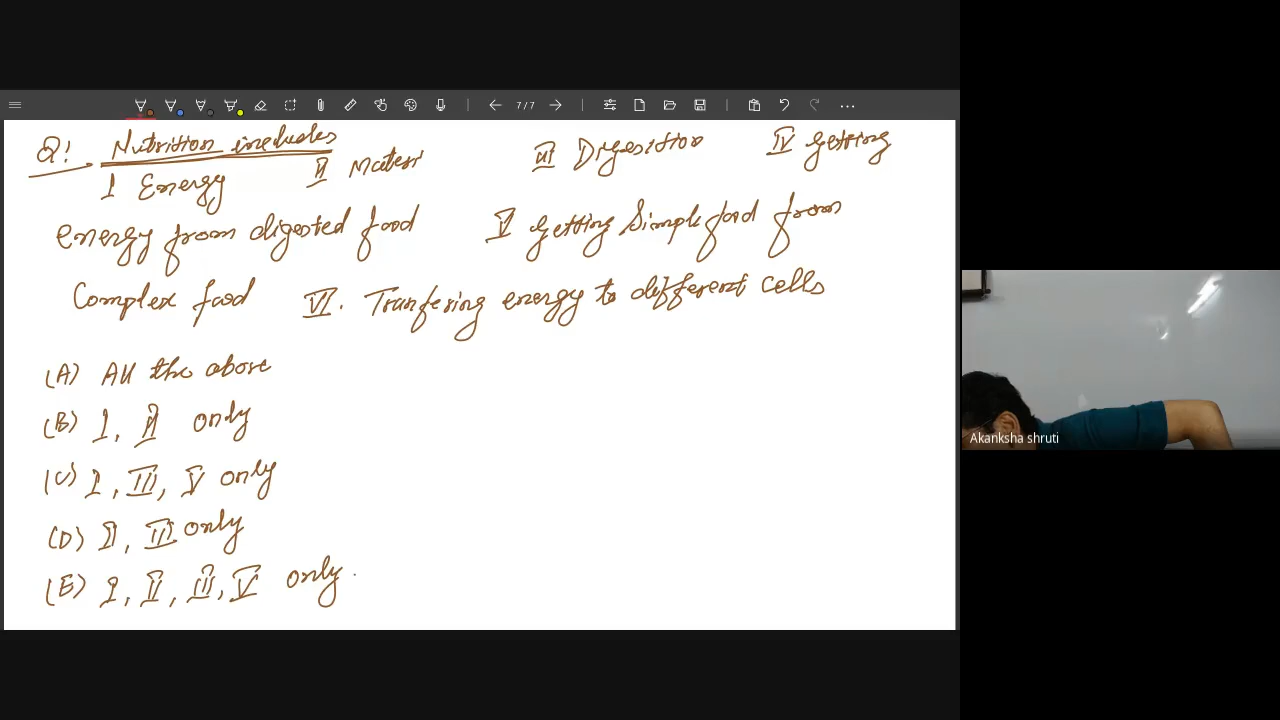 7/7
Q! Nutrition includes
I Energy II Materi III Digesition IV getting
energy from digested food V getting Simple food from
Complex food VI. Tranfering energy to different cells
(A) All the above
(B) I, II only
(C) I, III, V only
(D) II, III only
(E) I, II, III, V only.
Akanksha shruti